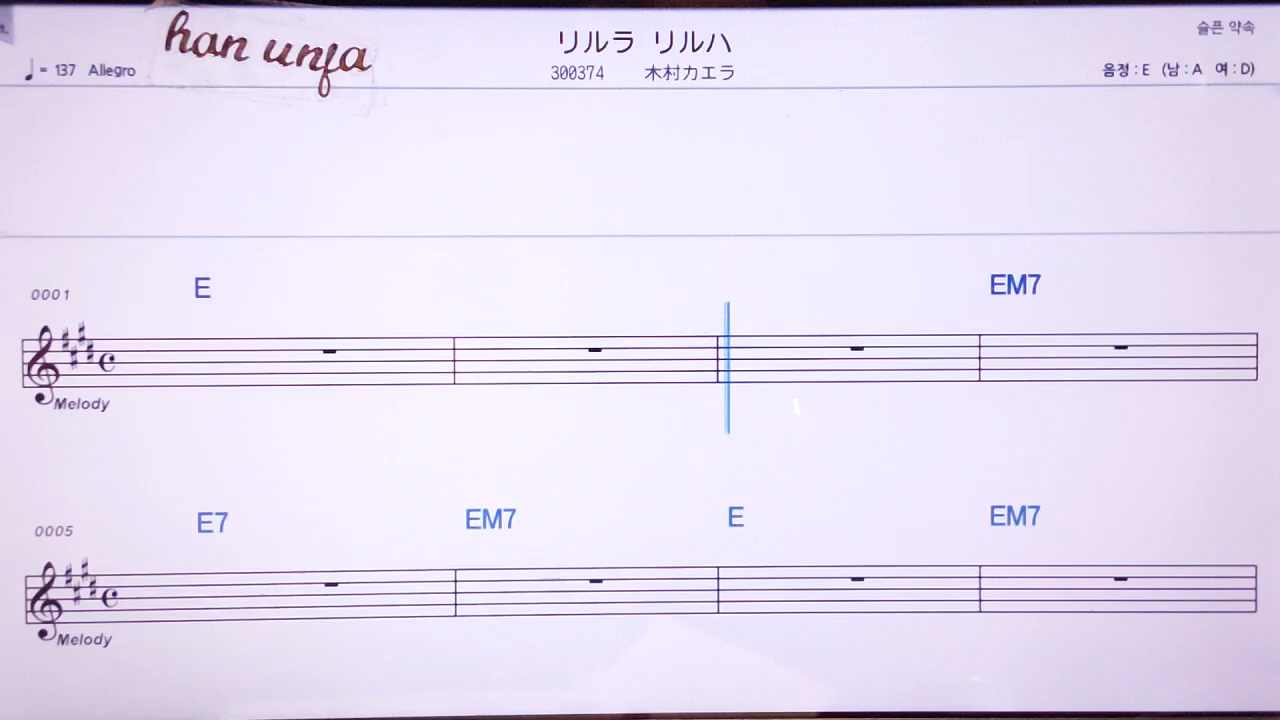 han unfa
リルラ リルハ
슬픈 약속
♩= 137 Allegro
300374 木村カエラ
음정 : E (남 : A 여 : D)
E EM7
0001
Melody
E7 EM7 E EM7
0005
Melody